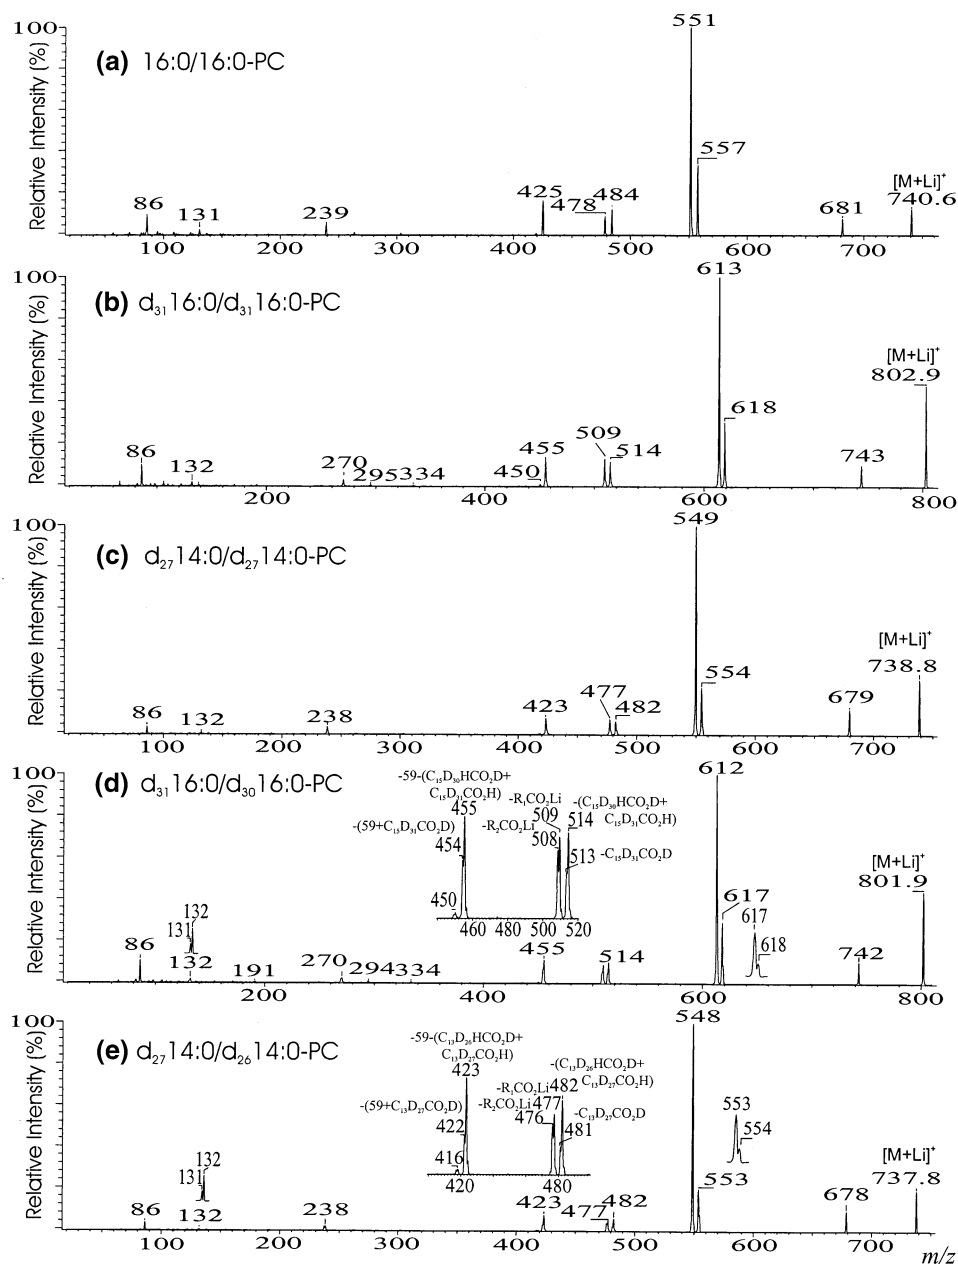 100
Relative Intensity (%)
(a) 16:0/16:0-PC
551
557
[M+Li]+
740.6
86
131
239
425
478
484
681
100 200 300 400 500 600 700
100
Relative Intensity (%)
(b) d3116:0/d3116:0-PC
613
618
[M+Li]+
802.9
86
132
270
295
334
450
455
509
514
743
200 400 600 800
100
Relative Intensity (%)
(c) d2714:0/d2714:0-PC
549
554
[M+Li]+
738.8
86
132
238
423
477
482
679
100 200 300 400 500 600 700
100
Relative Intensity (%)
(d) d3116:0/d3016:0-PC
-59-(C15D30HCO2D+
C15D31CO2H)
455
-R1CO2Li
509
-(C15D30HCO2D+
514 C15D31CO2H)
-(59+C15D31CO2D)
454
-R2CO2Li
508
513 -C15D31CO2D
450
460 480 500 520
612
617
617
618
[M+Li]+
801.9
132
131
86
132
191
270
294
334
455
514
742
200 400 600 800
100
Relative Intensity (%)
(e) d2714:0/d2614:0-PC
-59-(C13D26HCO2D+
C13D27CO2H)
423
-(C13D26HCO2D+
C13D27CO2H)
-R1CO2Li 482
-(59+C13D27CO2D)
422
-R2CO2Li 477
476
-C13D27CO2D
481
416
420 480
548
553
553
554
[M+Li]+
737.8
132
131
86
132
238
423
477
482
678
100 200 300 400 500 600 700
m/z